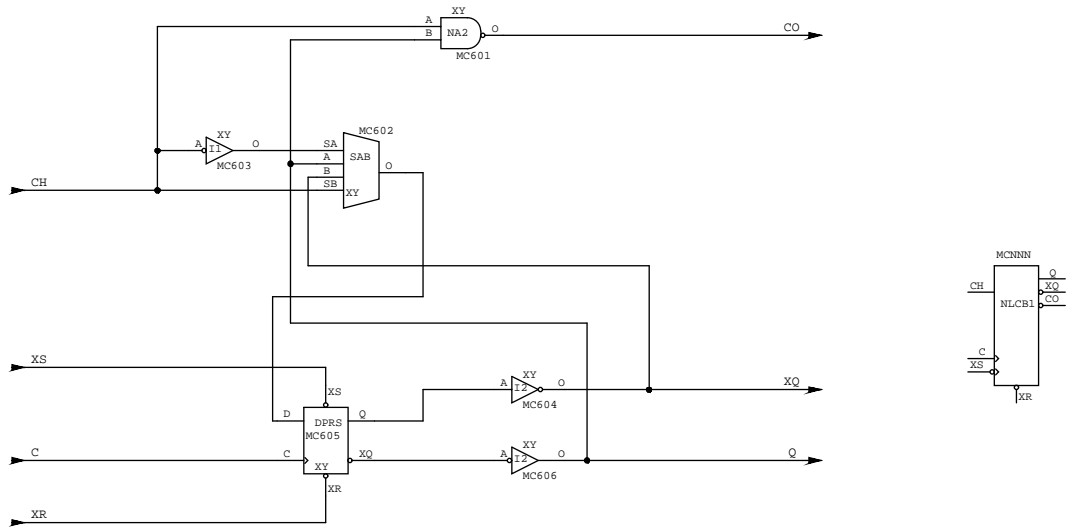 XY
A
B
NA2
O
CO
MC601
MC602
XY
A
I1
O
MC603
SA
A
B
SB
SAB
XY
O
CH
MCNNN
CH
Q
XQ
CO
NLCB1
C
XS
XR
XS
XS
D
Q
DPRS
MC605
C
C
XQ
XY
XR
XR
XY
A
I2
O
MC604
XQ
XY
A
I2
O
MC606
Q